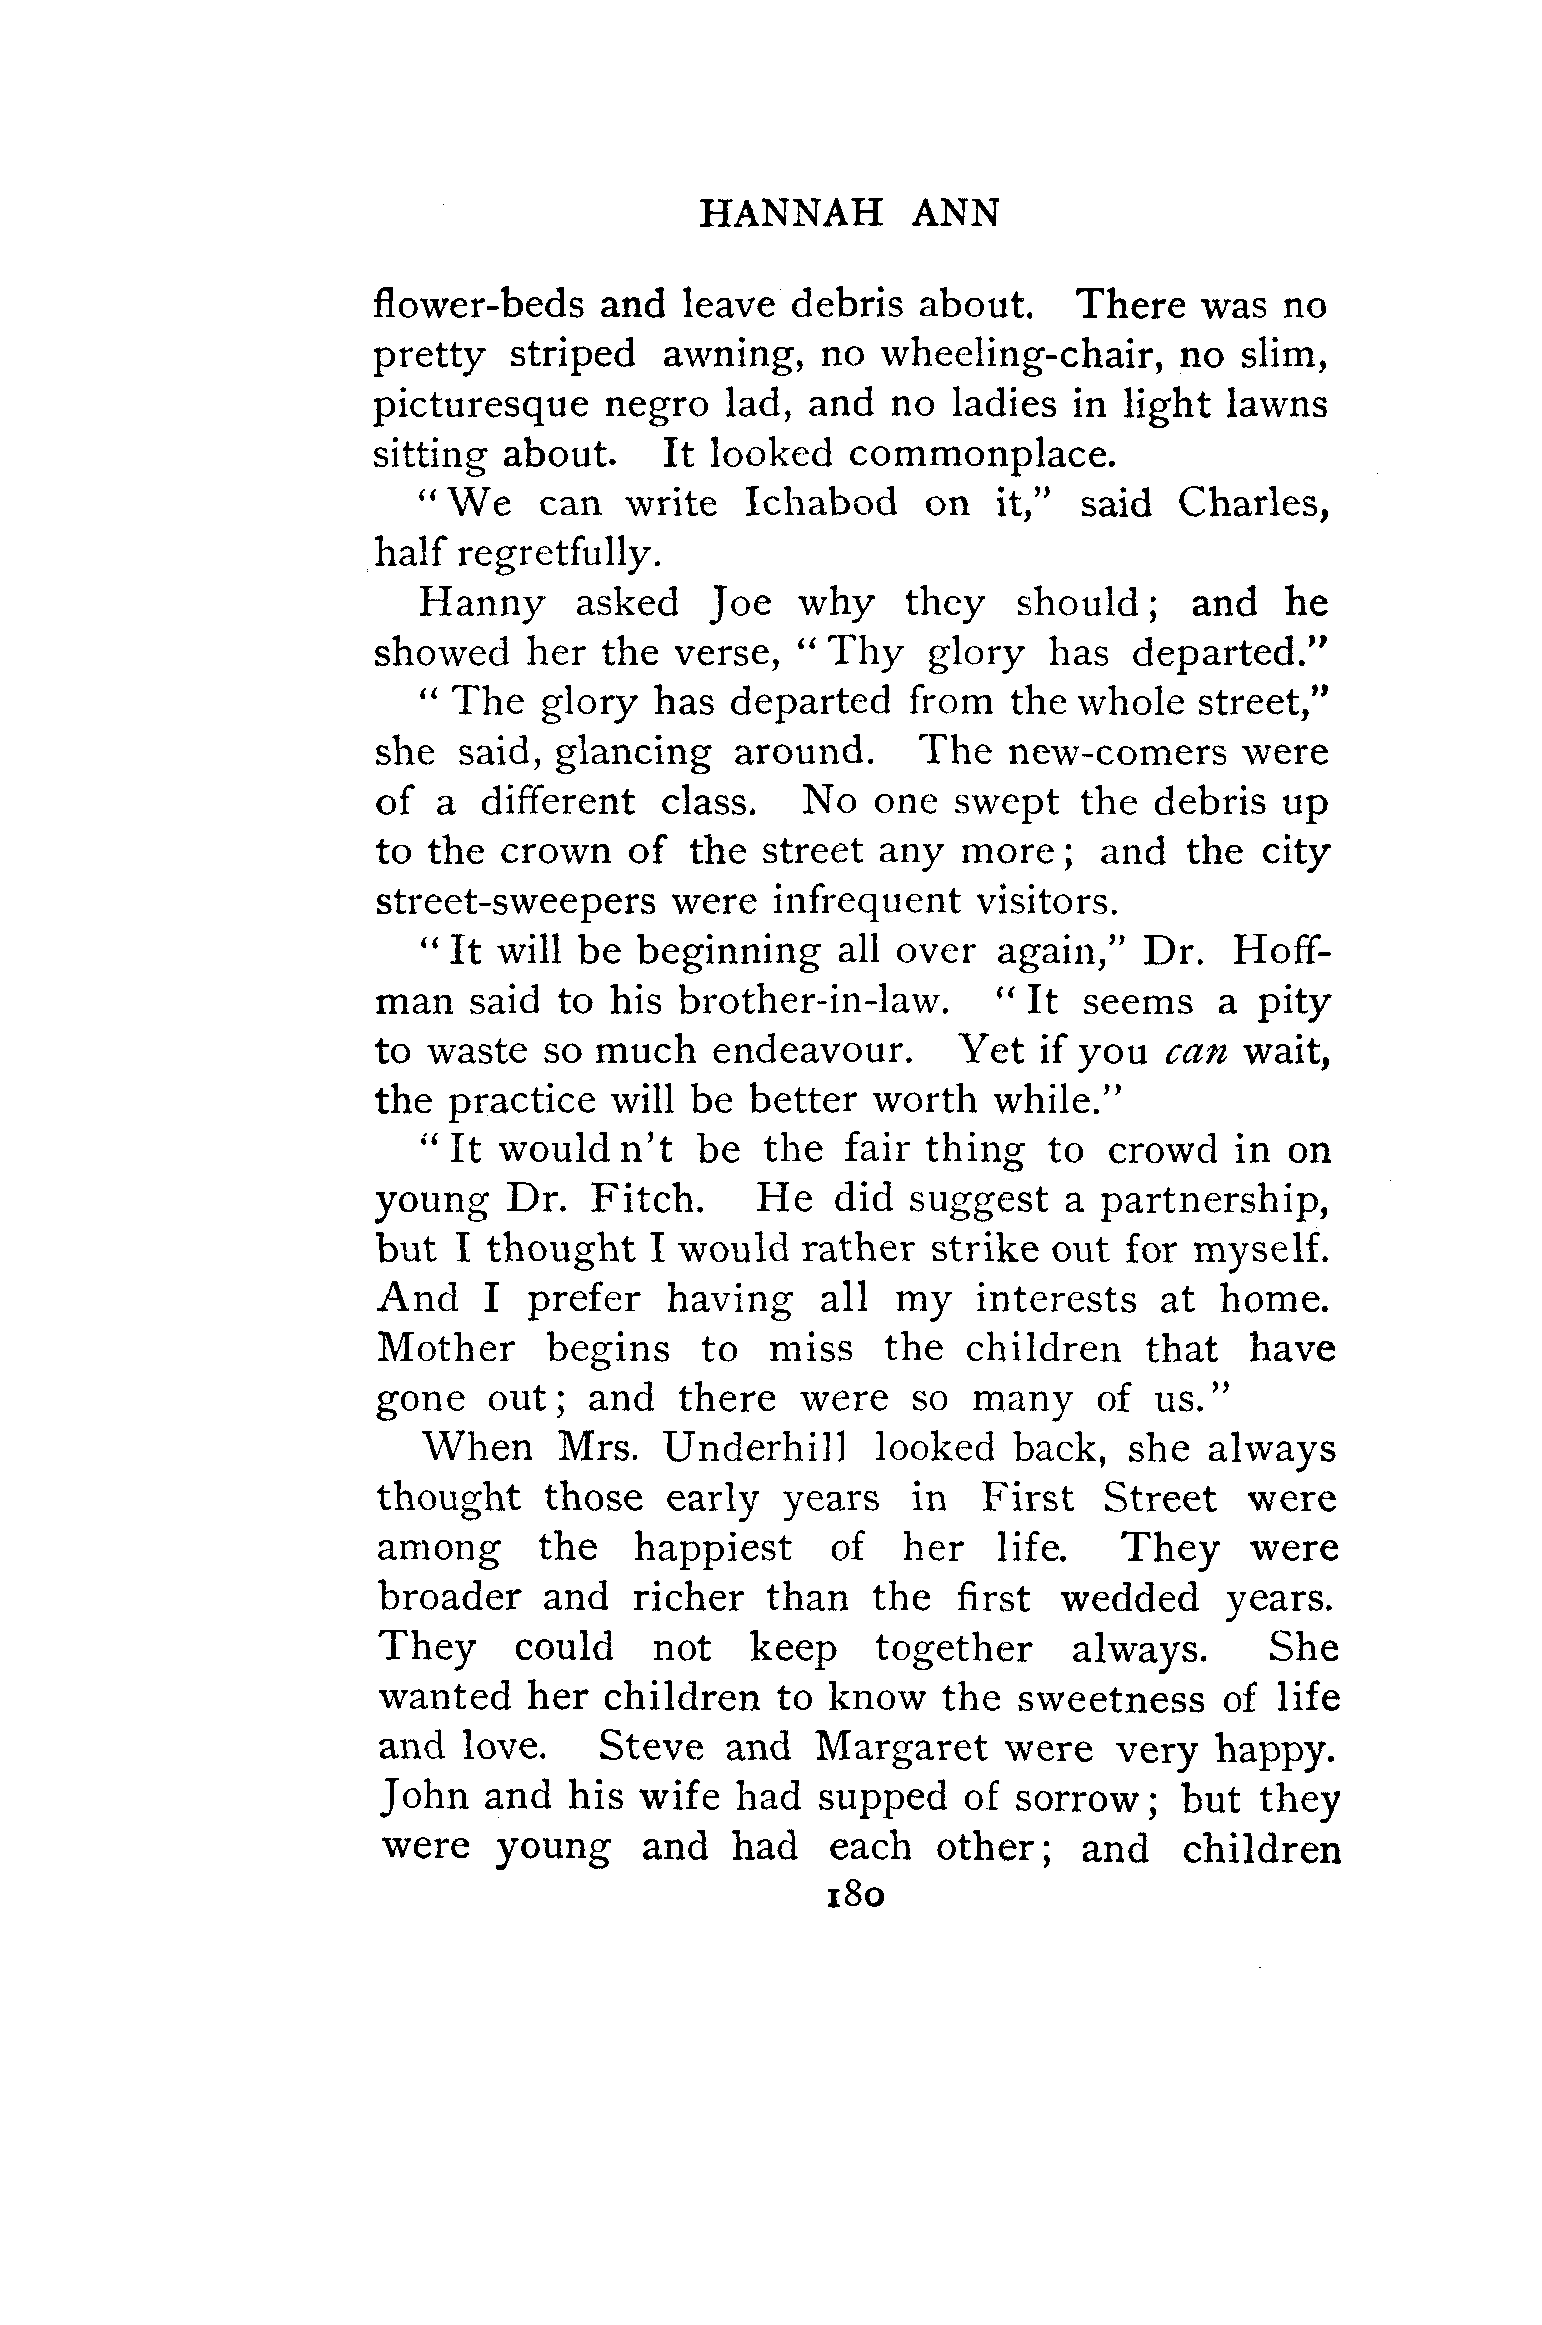 HANNAH ANN
flower-beds and leave debris about. There was no
pretty striped awning, no wheeling-chair, no slim,
picturesque negro lad, and no ladies in light lawns
sitting about. It looked commonplace.
“We can write Ichabod on it,” said Charles,
half regretfully.
Hanny asked Joe why they should; and he
showed her the verse, “Thy glory has departed.”
“The glory has departed from the whole street,”
she said, glancing around. The new-comers were
of a different class. No one swept the debris up
to the crown of the street any more; and the city
street-sweepers were infrequent visitors.
“It will be beginning all over again,” Dr. Hoff-
man said to his brother-in-law. “It seems a pity
to waste so much endeavour. Yet if you can wait,
the practice will be better worth while.”
“It would n’t be the fair thing to crowd in on
young Dr. Fitch. He did suggest a partnership,
but I thought I would rather strike out for myself.
And I prefer having all my interests at home.
Mother begins to miss the children that have
gone out; and there were so many of us.”
When Mrs. Underhill looked back, she always
thought those early years in First Street were
among the happiest of her life. They were
broader and richer than the first wedded years.
They could not keep together always. She
wanted her children to know the sweetness of life
and love. Steve and Margaret were very happy.
John and his wife had supped of sorrow; but they
were young and had each other; and children
180